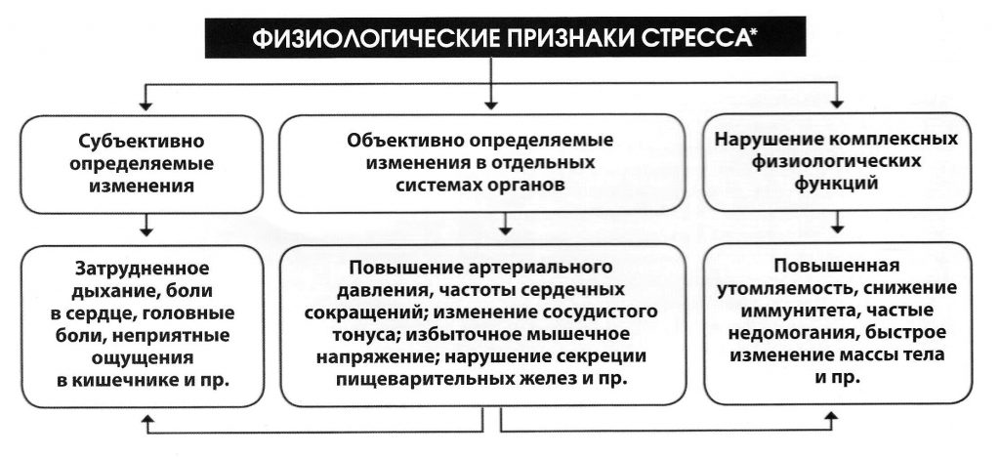 ФИЗИОЛОГИЧЕСКИЕ ПРИЗНАКИ СТРЕССА*
Субъективно
определяемые
изменения
Объективно определяемые
изменения в отдельных
системах органов
Нарушение комплексных
физиологических
функций
Затрудненное
дыхание, боли
в сердце, головные
боли, неприятные
ощущения
в кишечнике и пр.
Повышение артериального
давления, частоты сердечных
сокращений; изменение сосудистого
тонуса; избыточное мышечное
напряжение; нарушение секреции
пищеварительных желез и пр.
Повышенная
утомляемость, снижение
иммунитета, частые
недомогания, быстрое
изменение массы тела
и пр.